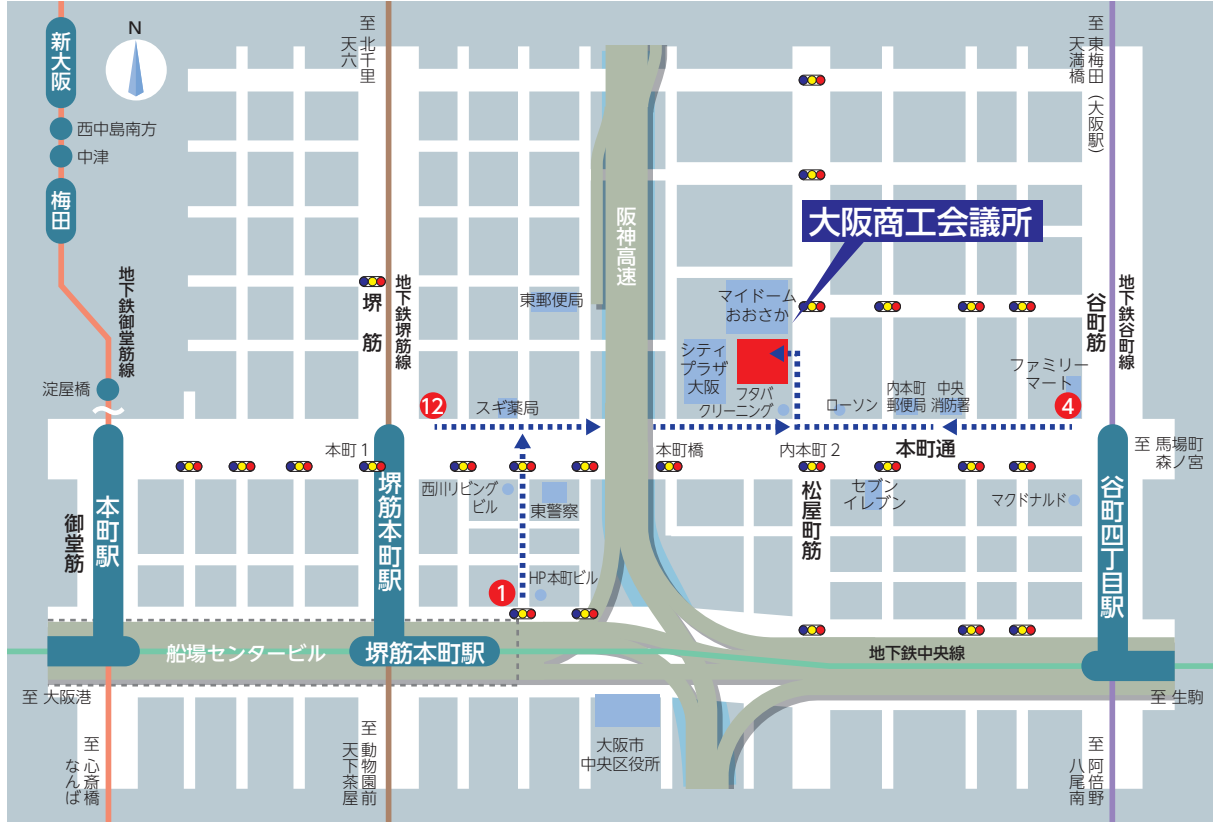 N
新大阪
西中島南方
中津
梅田
地下鉄御堂筋線
淀屋橋
本町駅
御堂筋
至 北千里
天六
堺筋
地下鉄堺筋線
東郵便局
阪神高速
至 東梅田(大阪駅)
天満橋
大阪商工会議所
マイドーム
おおさか
シティ
プラザ
大阪
フタバ
クリーニング
ローソン
内本町
郵便局
中央
消防署
ファミリー
マート
谷町筋
地下鉄谷町線
4
12
スギ薬局
本町1
本町橋
内本町2
本町通
至 馬場町
森ノ宮
堺筋本町駅
西川リビング
ビル
東警察
松屋町筋
セブン
イレブン
マクドナルド
谷町四丁目駅
1
HP本町ビル
船場センタービル
堺筋本町駅
地下鉄中央線
至 大阪港
至 生駒
至 心斎橋
なんば
至 動物園前
天下茶屋
大阪市
中央区役所
至 阿倍野
八尾南